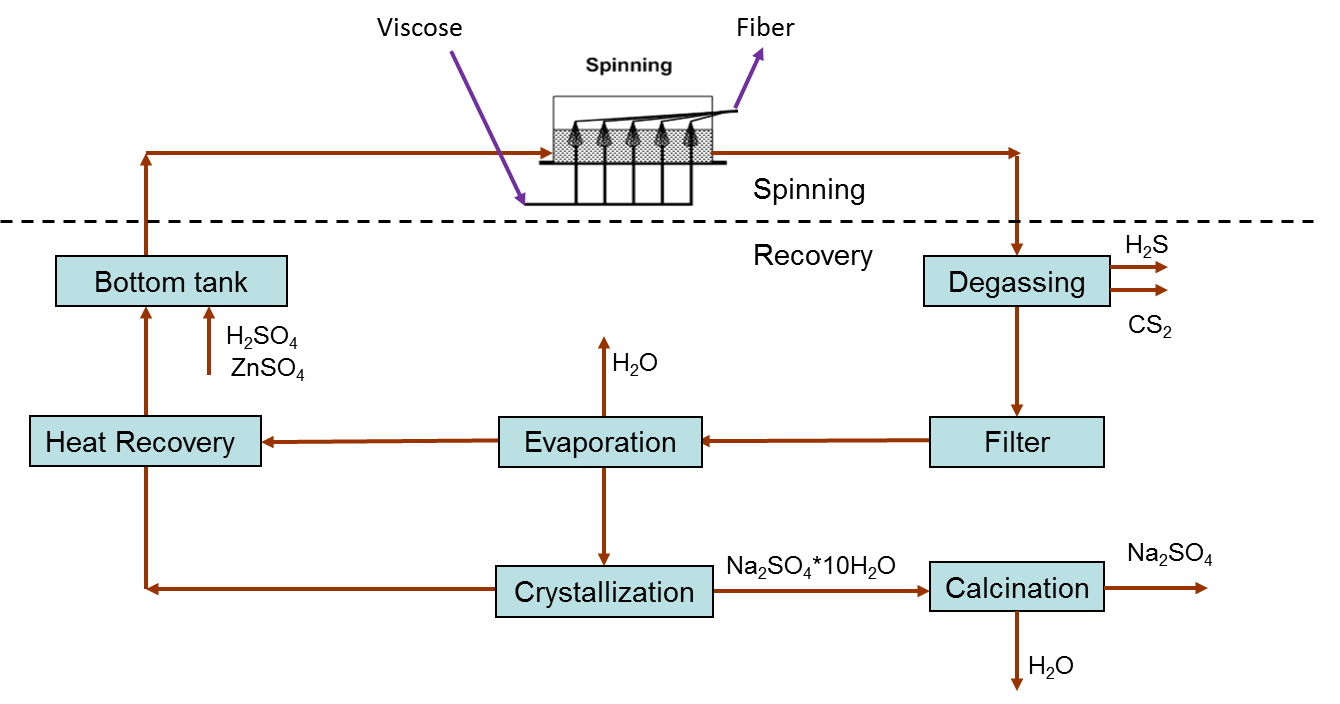 Viscose
Fiber
Spinning
Spinning
Recovery
Bottom tank
H₂SO₄
ZnSO₄
Degassing
H₂S
CS₂
H₂O
Heat Recovery
Evaporation
Filter
Crystallization
Na₂SO₄*10H₂O
Calcination
Na₂SO₄
H₂O